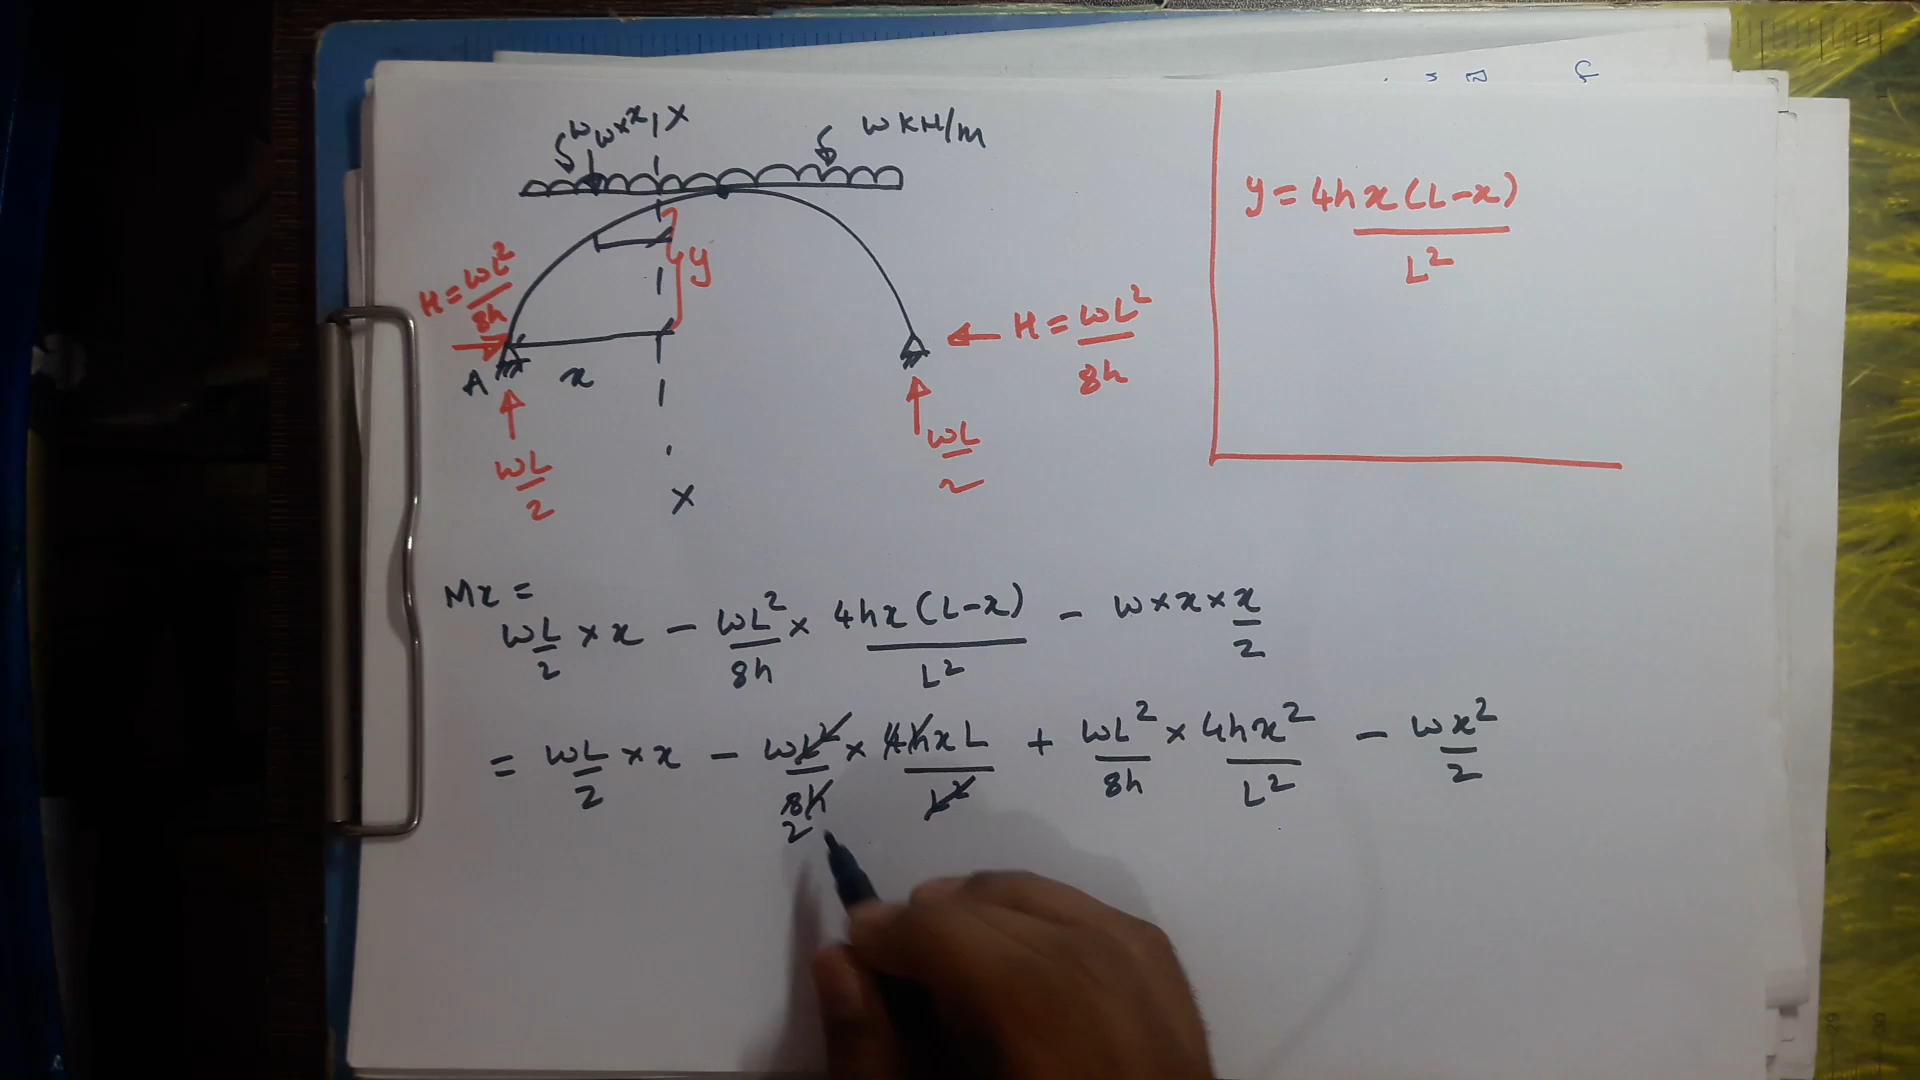 w w×x X
w KN/m
y = 4hx(L-x) / L²
y
H = wL² / 8h
H = wL² / 8h
A x
wL / 2
wL / 2
X
Mx =
wL/2 × x - wL²/8h × 4hx(L-x)/L² - w×x×x/2
= wL/2 × x - wL²/8h × 4hxL/L² + wL²/8h × 4hx²/L² - wx²/2
2